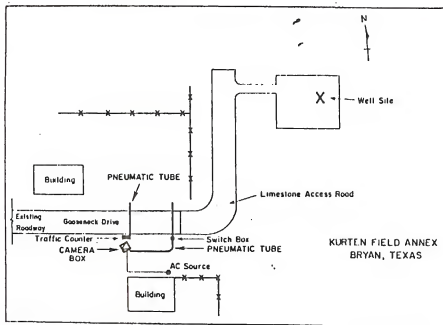 N
Well Site
Building
PNEUMATIC TUBE
Limestone Access Road
Existing
Roadway
Gooseneck Drive
Traffic Counter
CAMERA
BOX
Switch Box
PNEUMATIC TUBE
AC Source
Building
KURTEN FIELD ANNEX
BRYAN, TEXAS